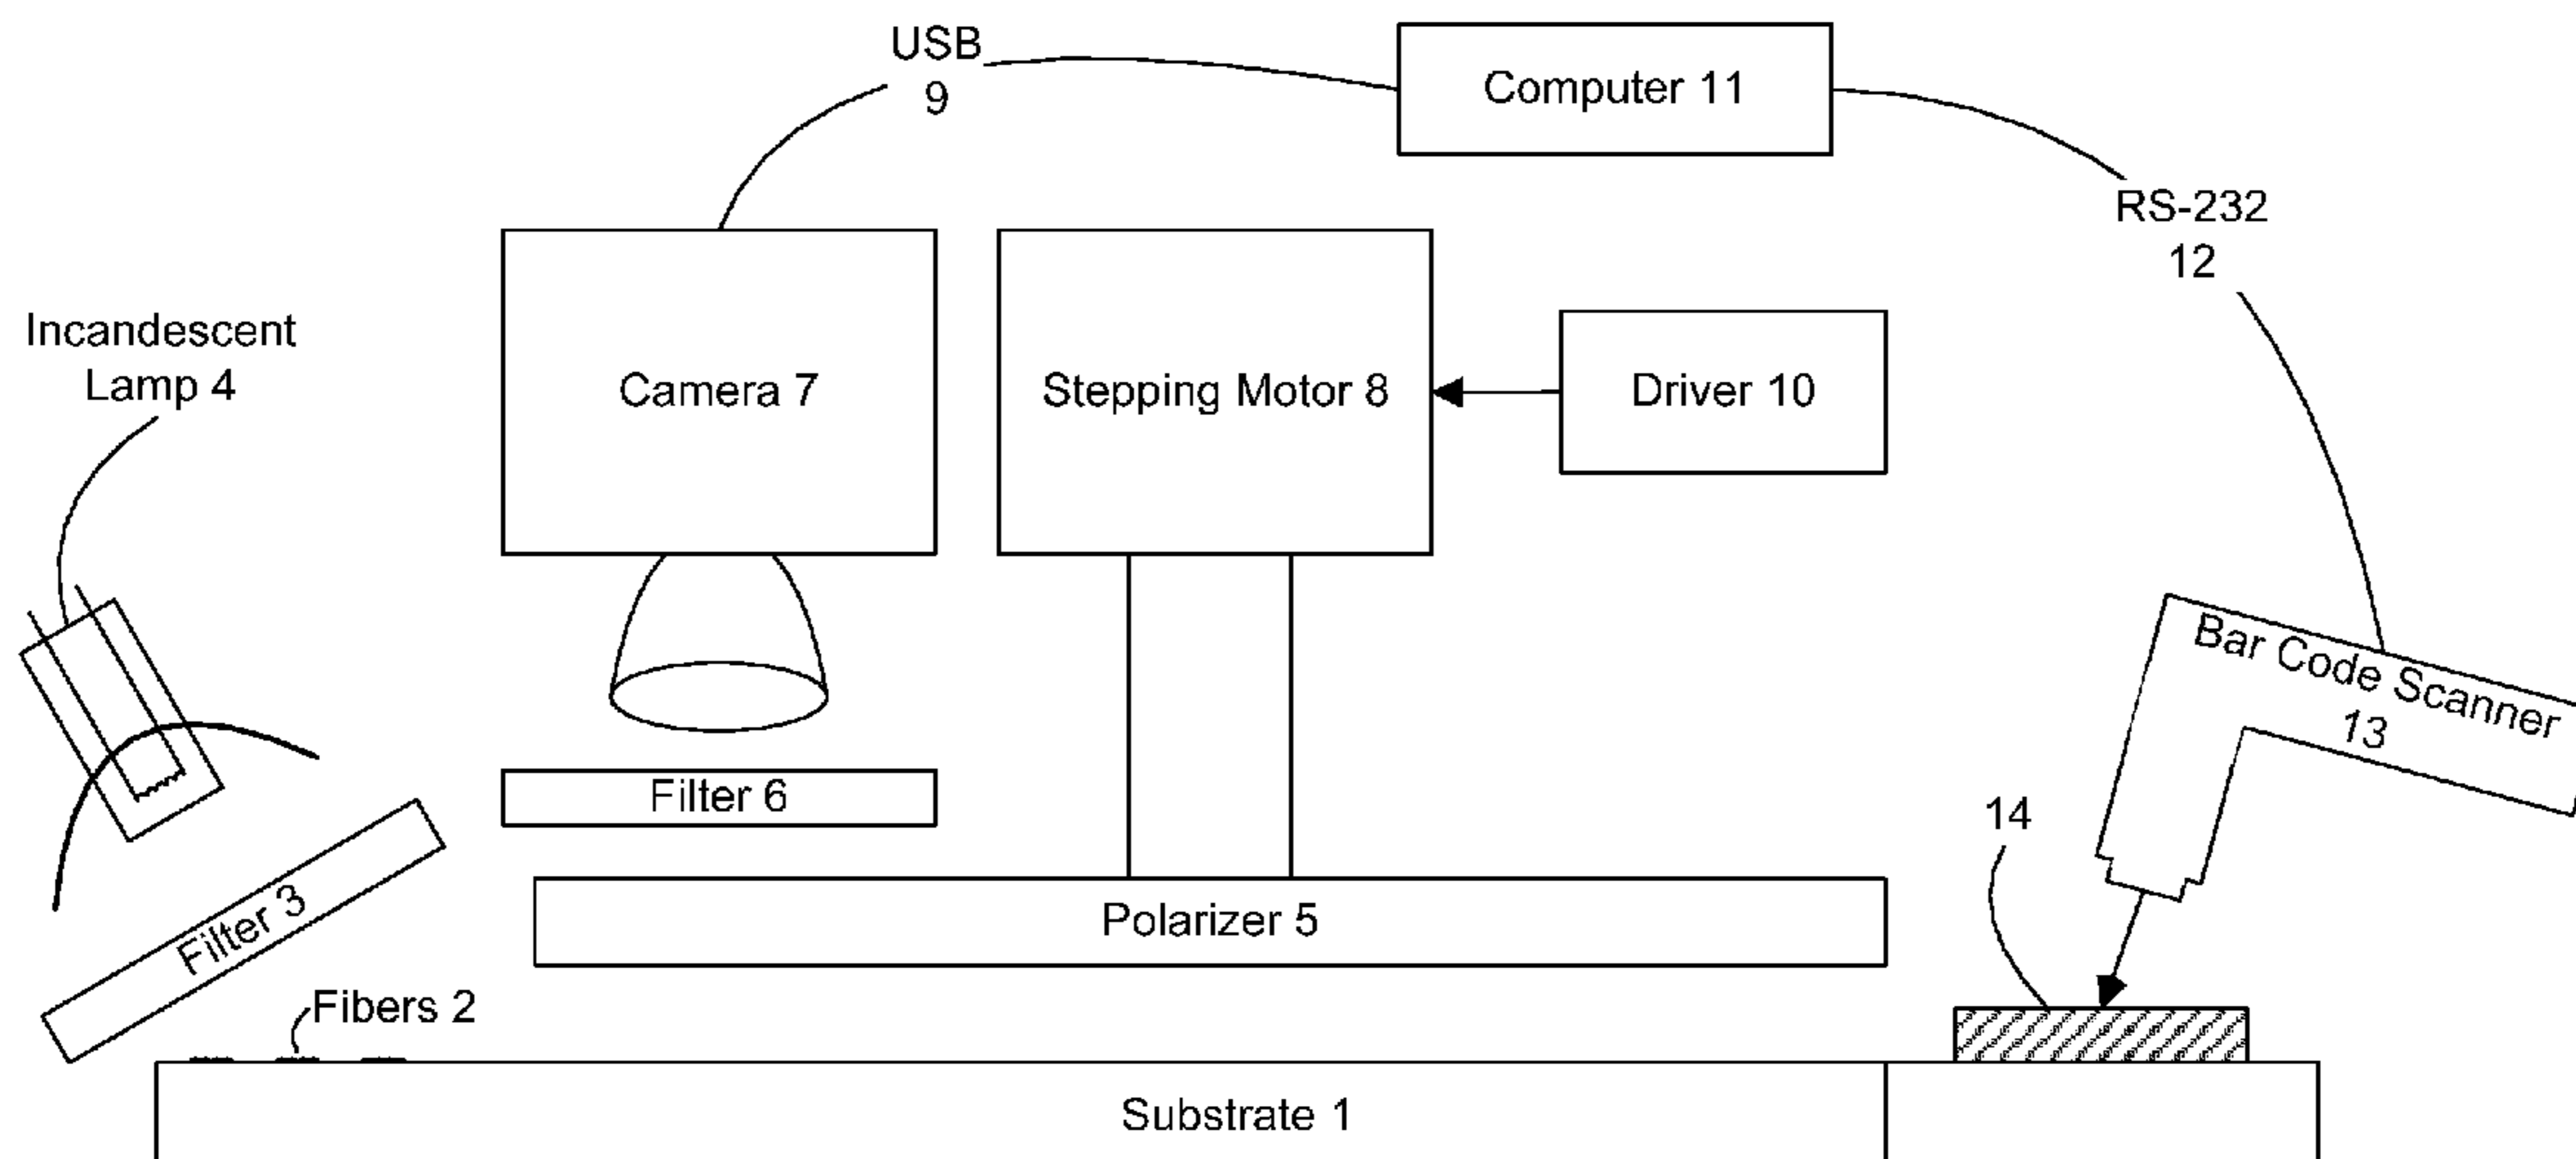 USB
9
Computer 11
RS-232
12
Incandescent
Lamp 4
Camera 7
Stepping Motor 8
Driver 10
Bar Code Scanner
13
Filter 6
14
Filter 3
Polarizer 5
Fibers 2
Substrate 1